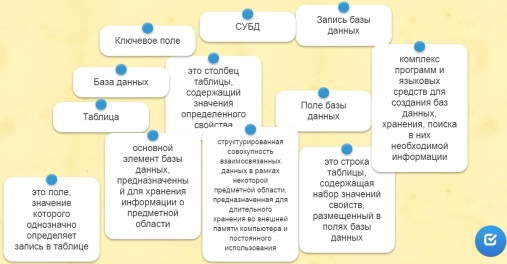 СУБД
Запись базы
данных
Ключевое поле
База данных
это столбец
таблицы,
содержащий
значения
определенного
свойства
комплекс
программ и
языковых
средств для
создания баз
данных,
хранения, поиска
в них
необходимой
информации
Таблица
Поле базы
данных
основной
элемент базы
данных,
предназначенны
й для хранения
информации о
предметной
области
структурированная
совокупность
взаимосвязанных
данных в рамках
некоторой
предметной области,
предназначенная для
длительного
хранения во внешней
памяти компьютера и
постоянного
использования
это строка
таблицы,
содержащая
набор значений
свойств,
размещенный в
полях базы
данных
это поле,
значение
которого
однозначно
определяет
запись в таблице